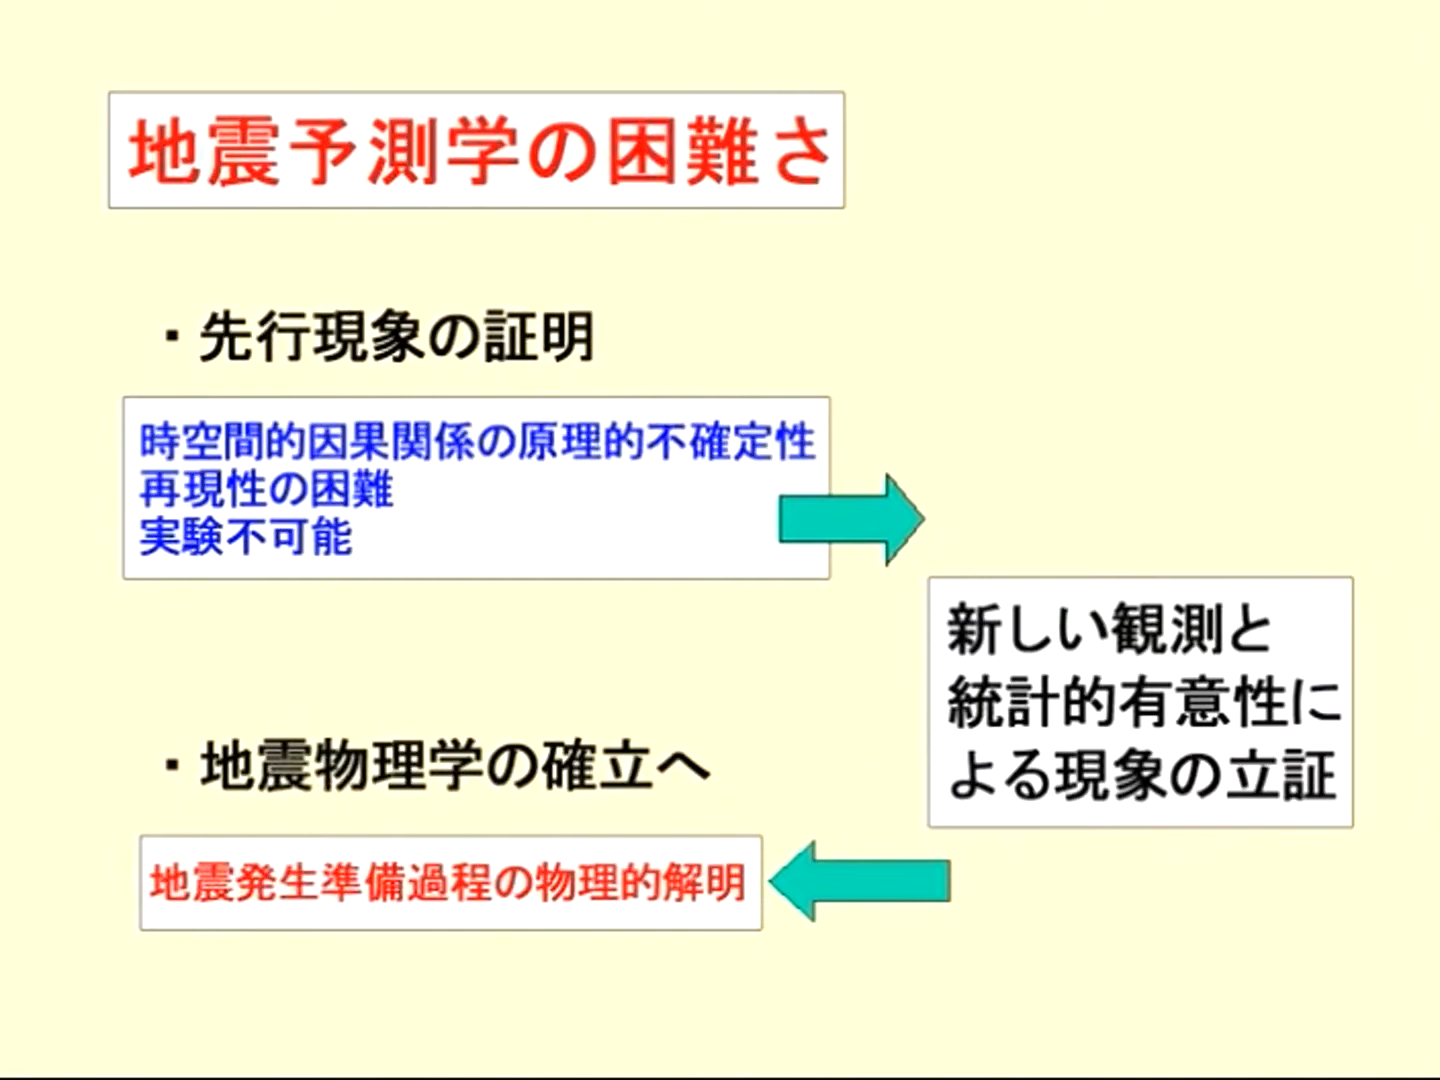 地震予測学の困難さ
・先行現象の証明
時空間的因果関係の原理的不確定性
再現性の困難
実験不可能
新しい観測と
統計的有意性に
よる現象の立証
・地震物理学の確立へ
地震発生準備過程の物理的解明